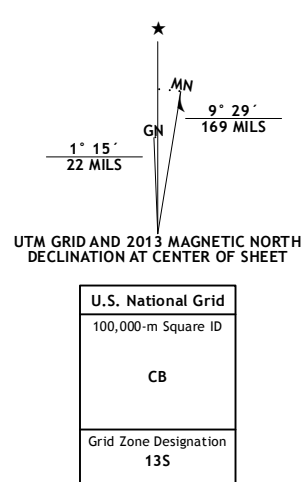 MN
GN
9° 29´
169 MILS
1° 15´
22 MILS
UTM GRID AND 2013 MAGNETIC NORTH
DECLINATION AT CENTER OF SHEET
U.S. National Grid
100,000-m Square ID
CB
Grid Zone Designation
13S